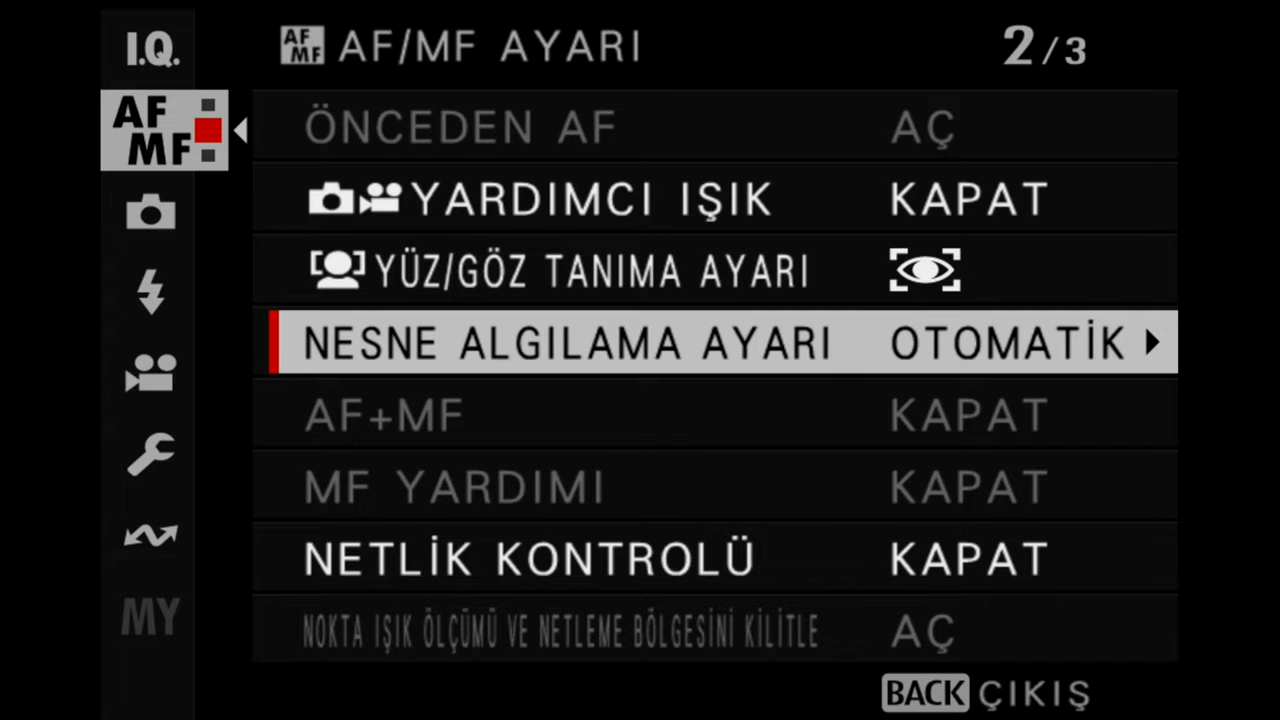 I.Q.
AF MF AF/MF AYARI 2/3
AF
MF
ÖNCEDEN AF AÇ
YARDIMCI IŞIK KAPAT
YÜZ/GÖZ TANIMA AYARI
NESNE ALGILAMA AYARI OTOMATİK
AF+MF KAPAT
MF YARDIMI KAPAT
NETLİK KONTROLÜ KAPAT
MY
NOKTA IŞIK ÖLÇÜMÜ VE NETLEME BÖLGESİNİ KİLİTLE AÇ
BACK ÇIKIŞ